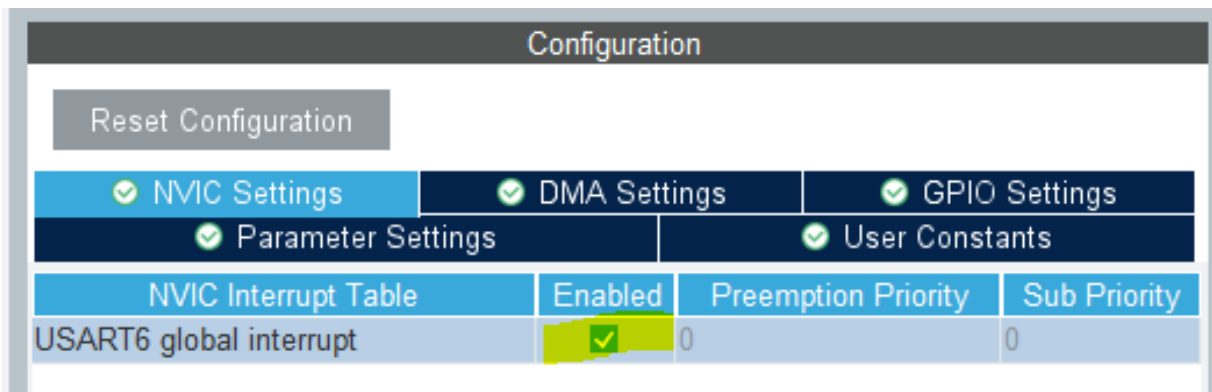 Configuration
Reset Configuration
NVIC Settings DMA Settings GPIO Settings
Parameter Settings User Constants
NVIC Interrupt Table Enabled Preemption Priority Sub Priority
USART6 global interrupt 0 0